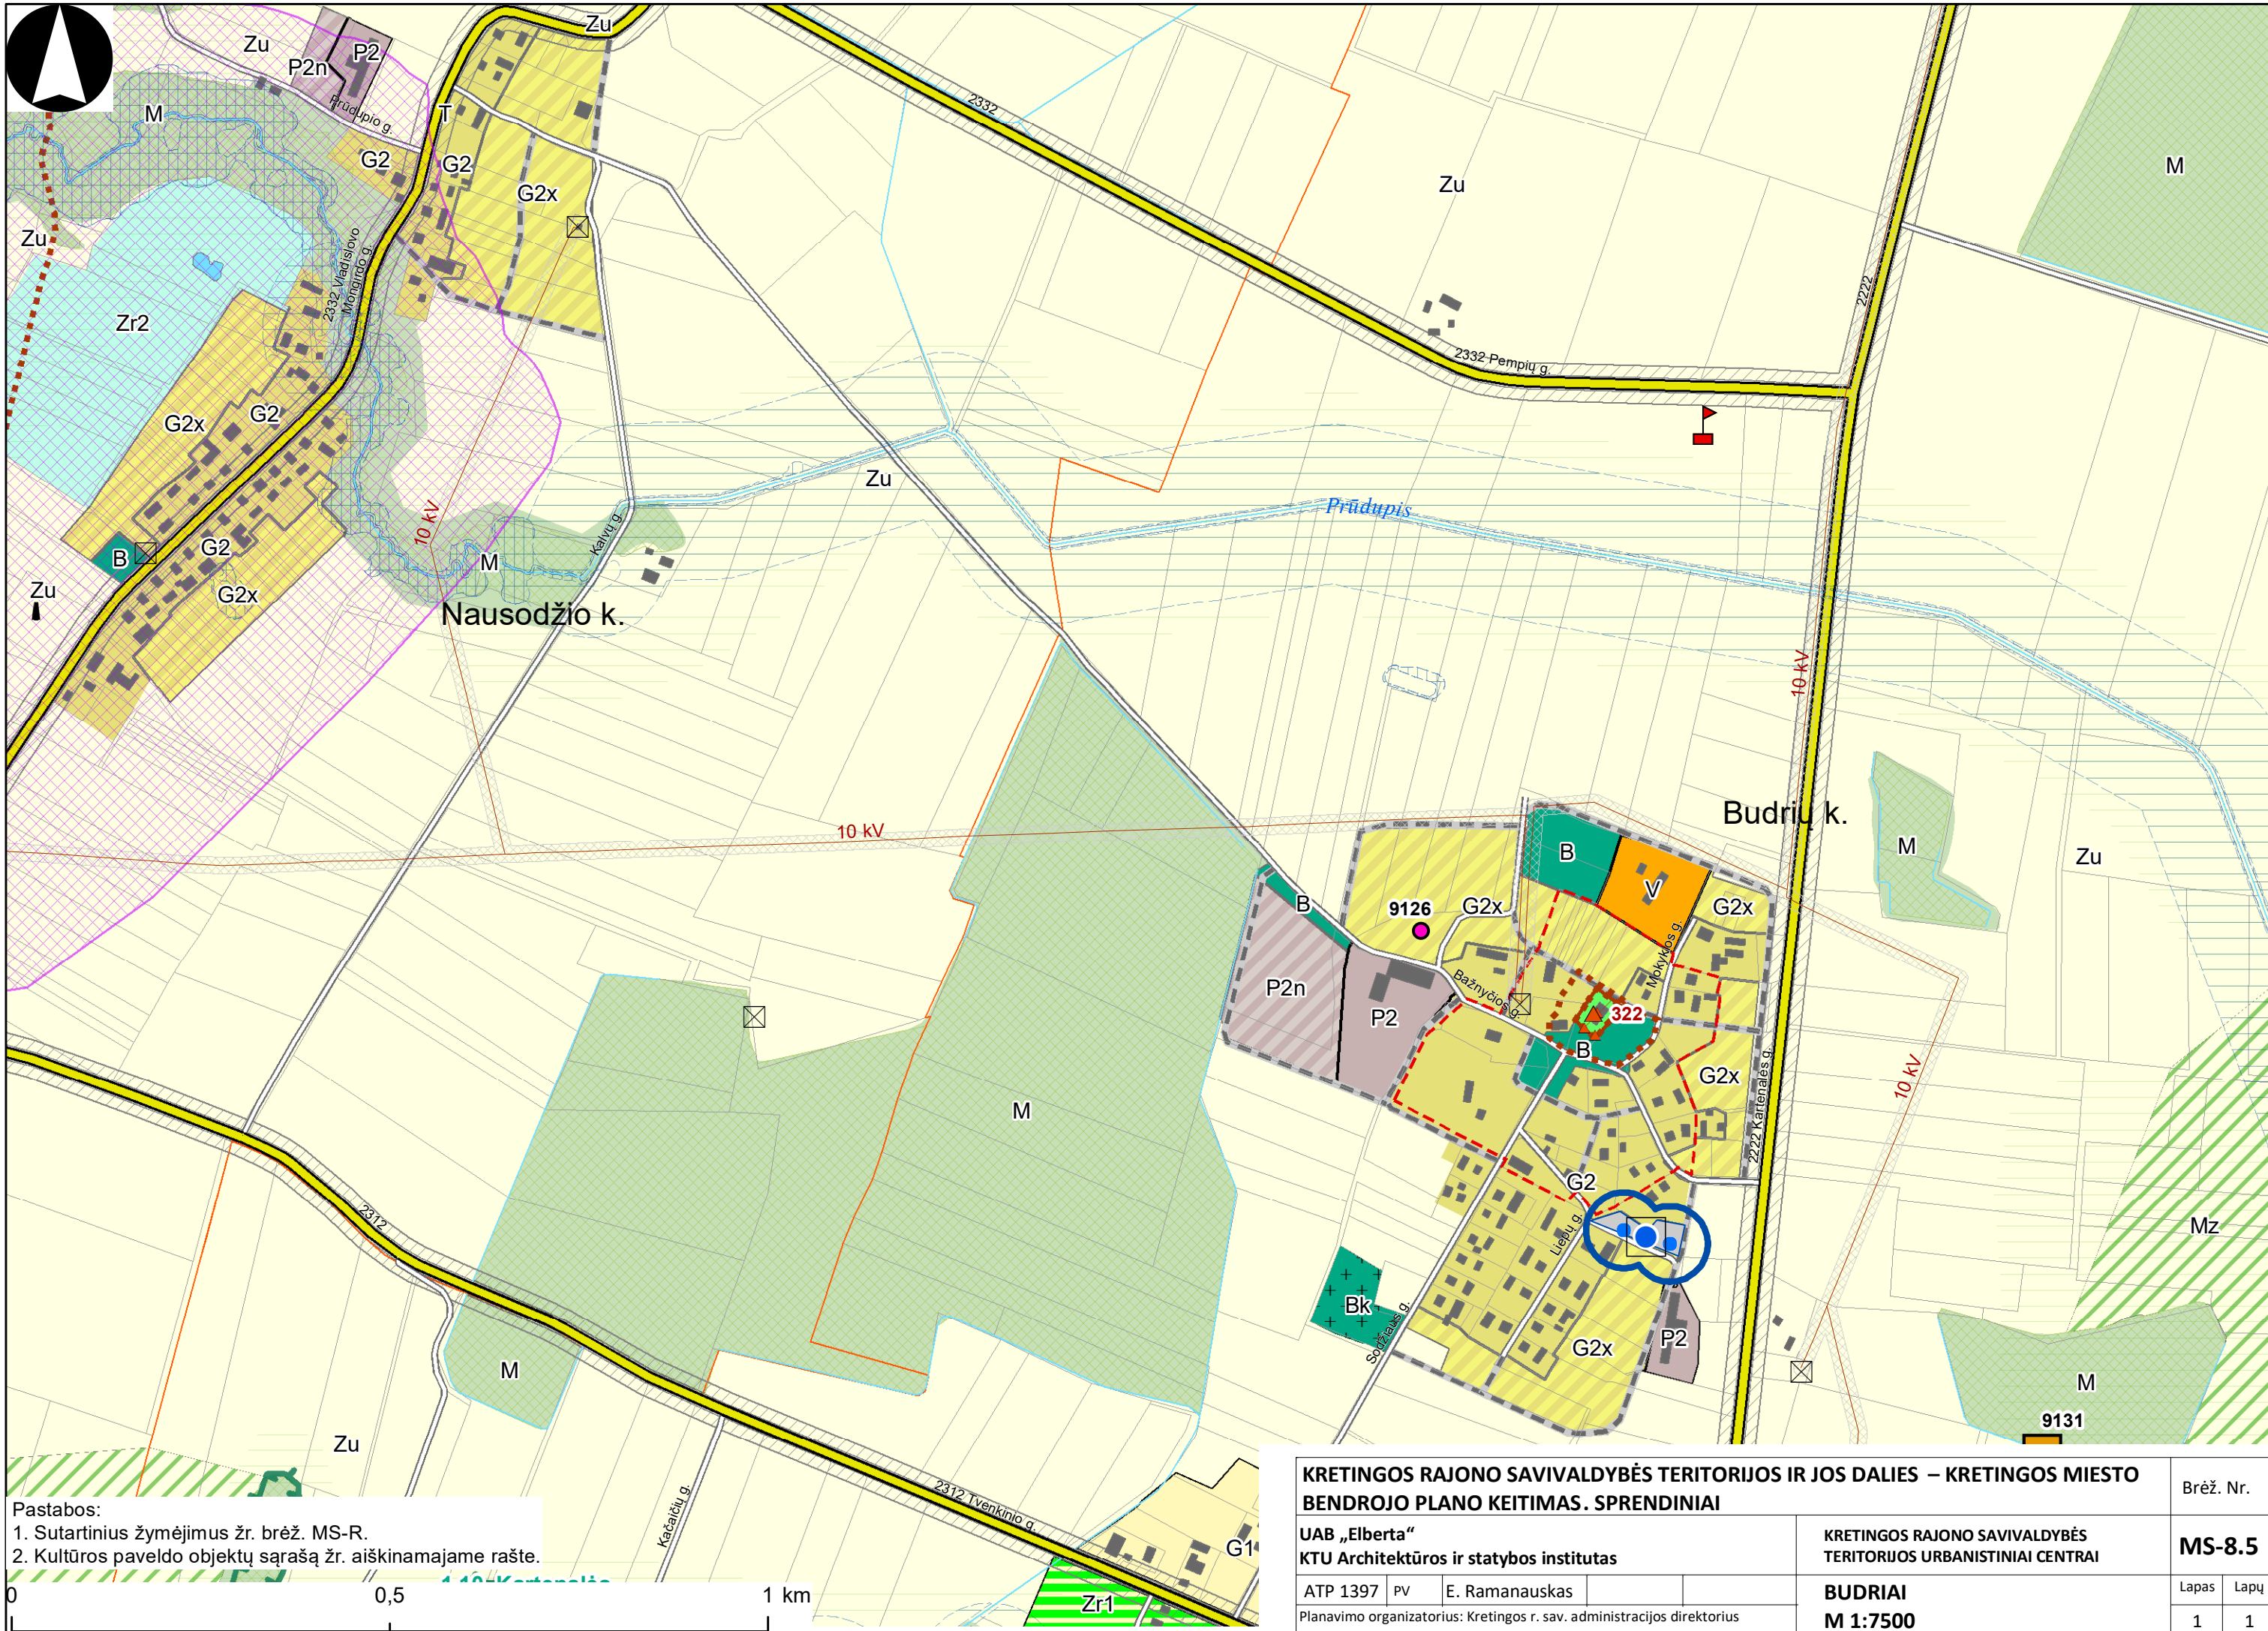 Zu
Zu
P2
P2n
Prūdupio g.
M
T
G2
G2
G2x
2332
Zu
M
Zu
2332 Vladislovo
Mongirdo g.
2222
Zr2
2332 Pempių g.
G2x
G2
Zu
Prūdupis
10 kV
Kalvų g.
B
G2
M
G2x
Zu
Nausodžio k.
10 kV
10 kV
Budrių k.
B
M
Zu
V
B
9126
G2x
G2x
Mokyklos g.
P2n
Bažnyčios g.
P2
322
B
G2x
10 kV
2222 Kartenalės g.
M
G2
2312
Liepų g.
Mz
Bk
Sodžiaus g.
G2x
P2
M
M
9131
Zu
Kačaičių g.
2312 Tvenkinio g.
G1
Zr1
Pastabos:
1. Sutartinius žymėjimus žr. brėž. MS-R.
2. Kultūros paveldo objektų sąrašą žr. aiškinamajame rašte.
0 0,5 1 km
KRETINGOS RAJONO SAVIVALDYBĖS TERITORIJOS IR JOS DALIES – KRETINGOS MIESTO
BENDROJO PLANO KEITIMAS. SPRENDINIAI
Brėž. Nr.
UAB „Elberta“
KTU Architektūros ir statybos institutas
KRETINGOS RAJONO SAVIVALDYBĖS
TERITORIJOS URBANISTINIAI CENTRAI
MS-8.5
ATP 1397 PV E. Ramanauskas
BUDRIAI
M 1:7500
Lapas Lapų
1 1
Planavimo organizatorius: Kretingos r. sav. administracijos direktorius